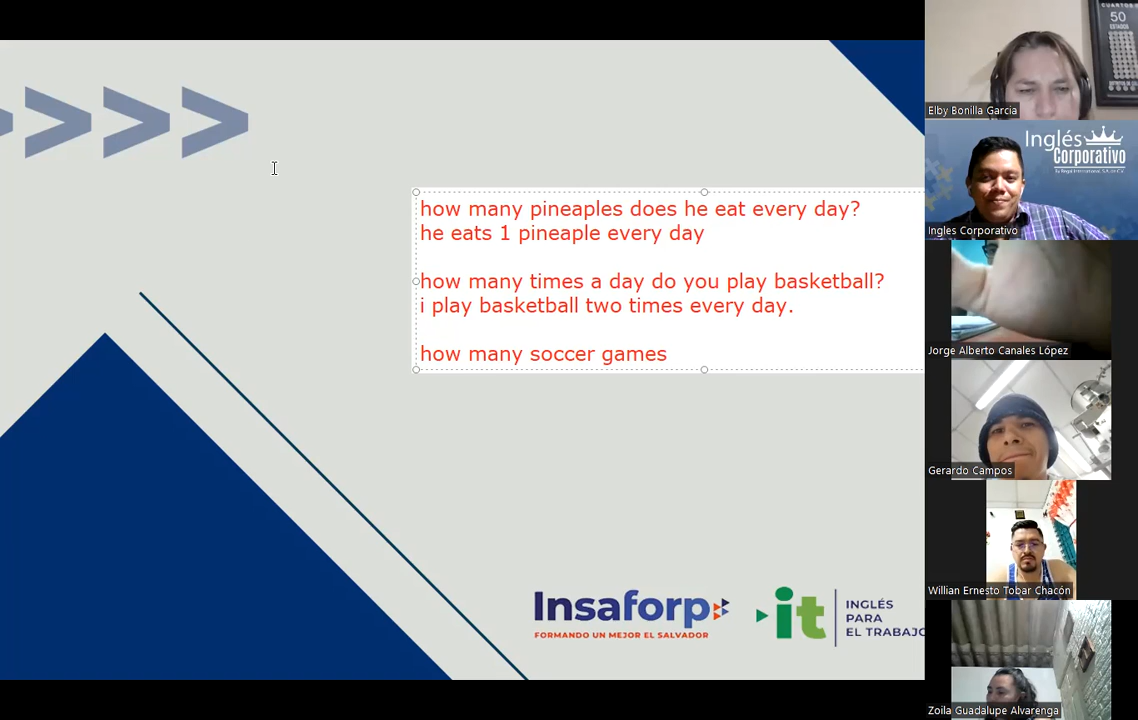 how many pineaples does he eat every day?
he eats 1 pineaple every day
how many times a day do you play basketball?
i play basketball two times every day.
how many soccer games
Insaforp
FORMANDO UN MEJOR EL SALVADOR
it
INGLÉS
PARA
EL TRABAJO
CUARTOS
50
ESTADOS
Elby Bonilla Garcia
Inglés
Corporativo
Ingles Corporativo
Jorge Alberto Canales López
Gerardo Campos
Willian Ernesto Tobar Chacón
Zoila Guadalupe Alvarenga